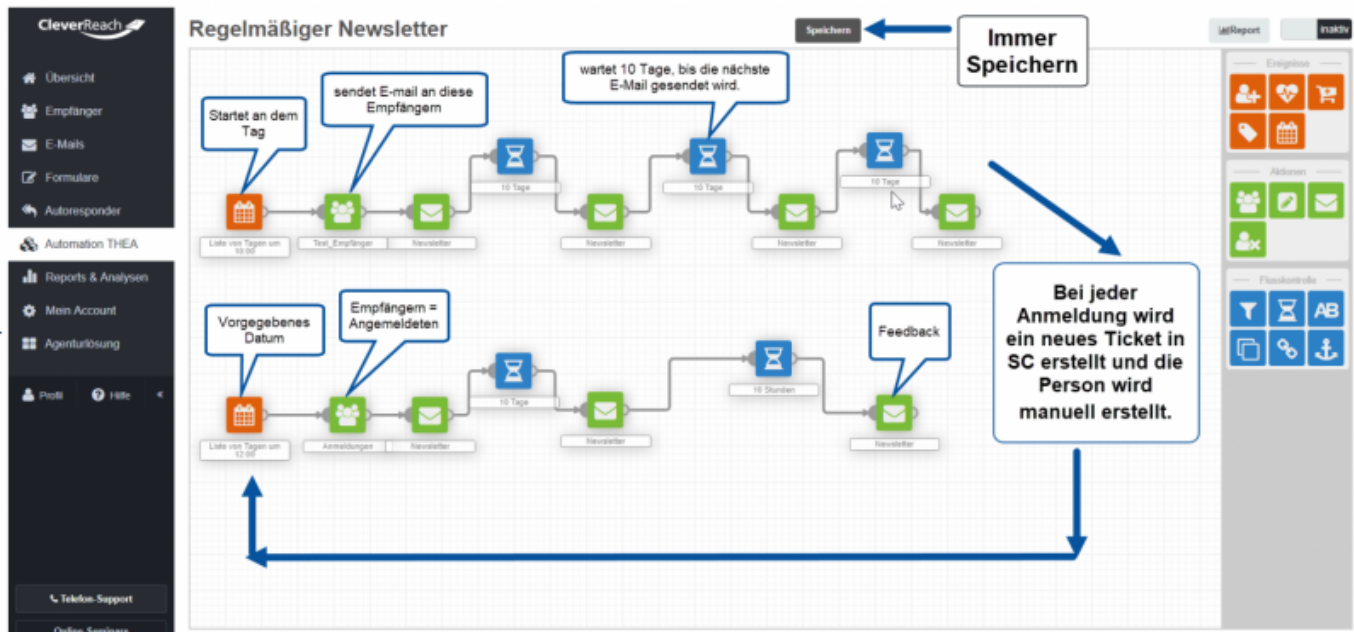 CleverReach
Regelmäßiger Newsletter
Speichern
Immer
Speichern
Report
inaktiv
Übersicht
Empfänger
E-Mails
Formulare
Autoresponder
Automation THEA
Reports & Analysen
Mein Account
Agenturlösung
Profil
Hilfe
«
Telefon-Support
Online Seminare
Startet an dem
Tag
sendet E-mail an diese
Empfängern
wartet 10 Tage, bis die nächste
E-Mail gesendet wird.
10 Tage
10 Tage
10 Tage
Liste von Tagen um
10:00
Test_Empfänger
Newsletter
Newsletter
Newsletter
Newsletter
Vorgegebenes
Datum
Empfängern =
Angemeldeten
Feedback
10 Tage
Liste von Tagen um
12:00
Anmeldungen
Newsletter
Newsletter
Newsletter
Bei jeder
Anmeldung wird
ein neues Ticket in
SC erstellt und die
Person wird
manuell erstellt.
Ereignisse
Aktionen
Flusskontrolle
AB